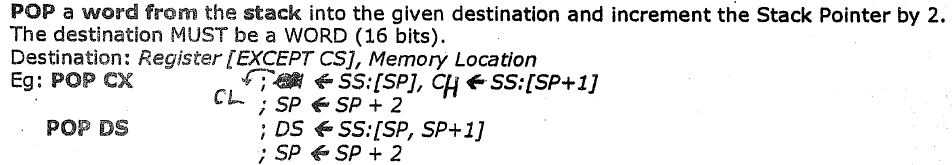 POP a word from the stack into the given destination and increment the Stack Pointer by 2.
The destination MUST be a WORD (16 bits).
Destination: Register [EXCEPT CS], Memory Location
Eg: POP CX ; ← SS:[SP], CH ← SS:[SP+1]
CL ; SP ← SP + 2
POP DS ; DS ← SS:[SP, SP+1]
; SP ← SP + 2